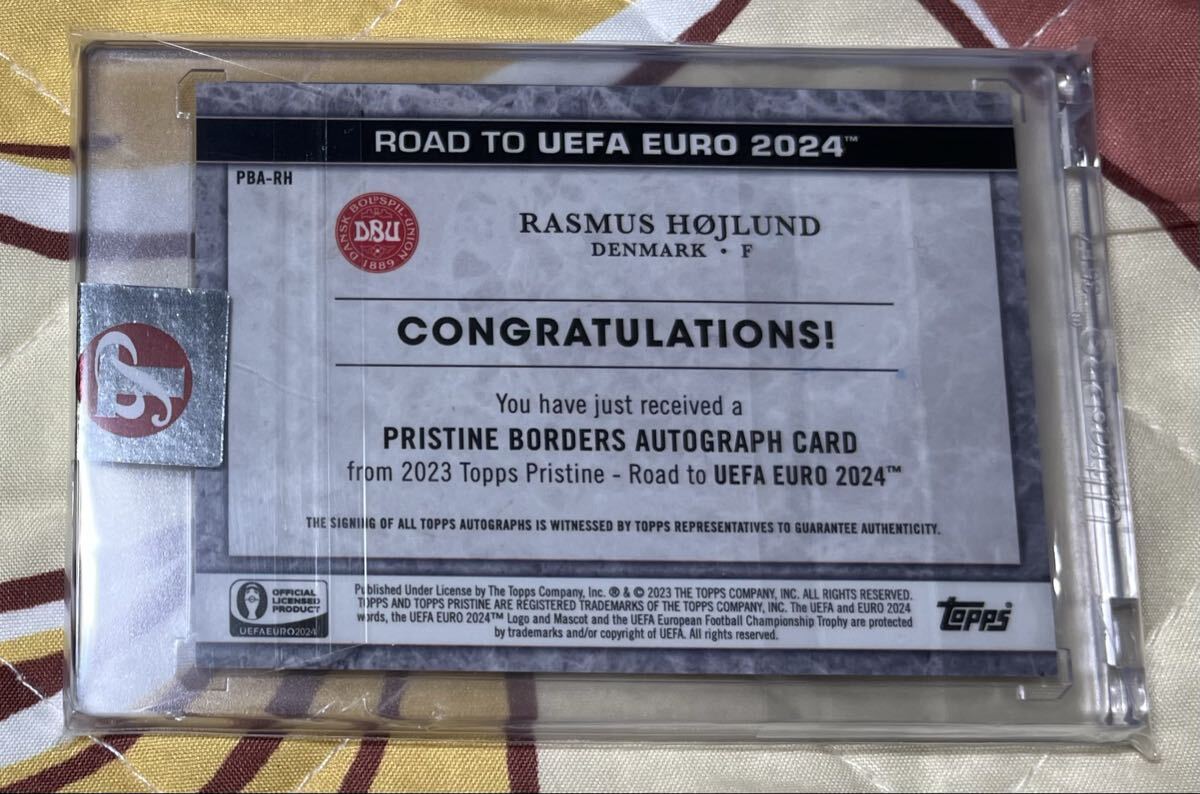 ROAD TO UEFA EURO 2024™
PBA-RH
DANSK BOLDSPIL-UNION
DBU
1889
RASMUS HØJLUND
DENMARK • F
CONGRATULATIONS!
You have just received a
PRISTINE BORDERS AUTOGRAPH CARD
from 2023 Topps Pristine - Road to UEFA EURO 2024™
THE SIGNING OF ALL TOPPS AUTOGRAPHS IS WITNESSED BY TOPPS REPRESENTATIVES TO GUARANTEE AUTHENTICITY.
OFFICIAL
LICENSED
PRODUCT
UEFAEURO2024
Published Under License by The Topps Company, Inc. ® & © 2023 THE TOPPS COMPANY, INC. ALL RIGHTS RESERVED.
TOPPS AND TOPPS PRISTINE ARE REGISTERED TRADEMARKS OF THE TOPPS COMPANY, INC. The UEFA and EURO 2024
words, the UEFA EURO 2024™ Logo and Mascot and the UEFA European Football Championship Trophy are protected
by trademarks and/or copyright of UEFA. All rights reserved.
topps